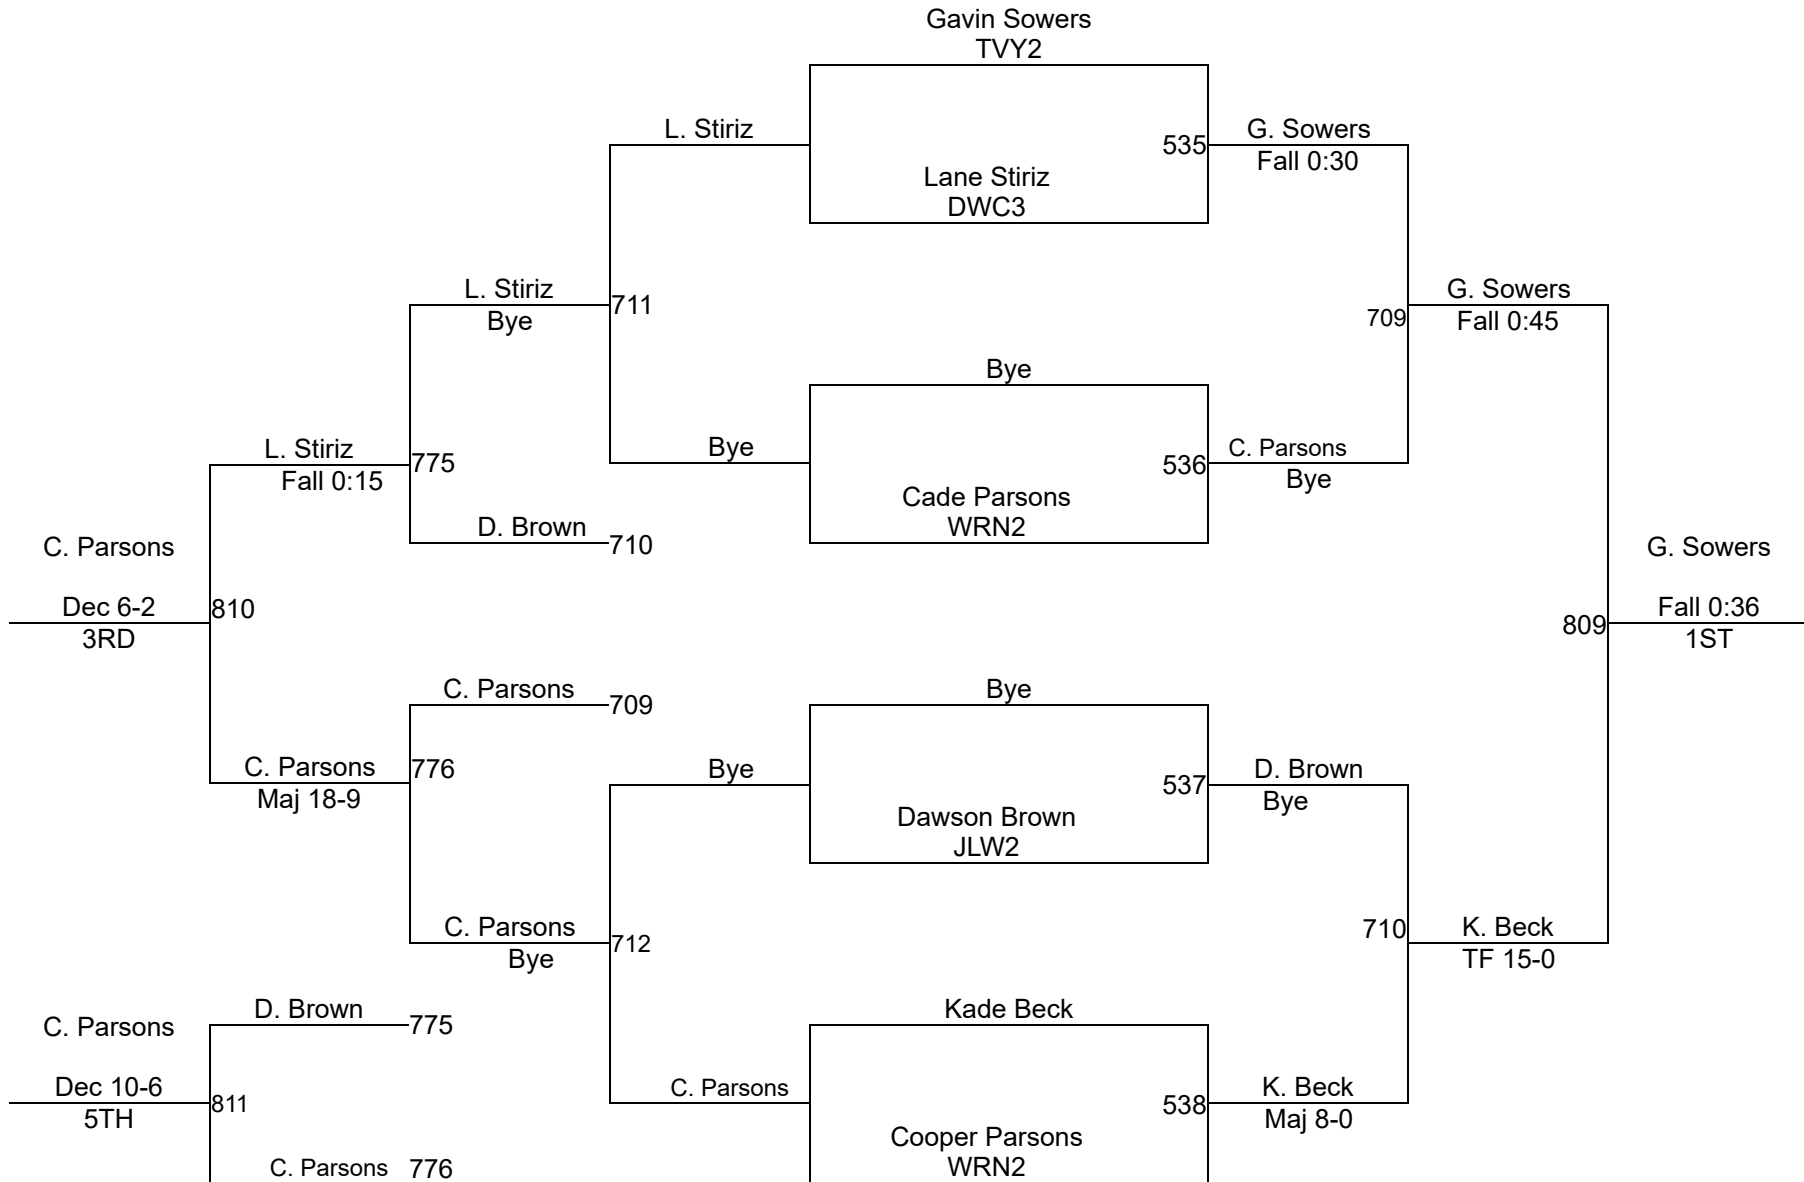 Gavin Sowers
TVY2
L. Stiriz
535
G. Sowers
Fall 0:30
Lane Stiriz
DWC3
L. Stiriz
Bye
711
G. Sowers
Fall 0:45
709
Bye
L. Stiriz
Fall 0:15
775
Bye
536
C. Parsons
Bye
Cade Parsons
WRN2
D. Brown
710
C. Parsons
Dec 6-2
3RD
810
G. Sowers
Fall 0:36
1ST
809
C. Parsons
709
Bye
C. Parsons
Maj 18-9
776
Bye
537
D. Brown
Bye
Dawson Brown
JLW2
C. Parsons
Bye
712
710
K. Beck
TF 15-0
C. Parsons
Dec 10-6
5TH
D. Brown
775
811
Kade Beck
C. Parsons
538
K. Beck
Maj 8-0
Cooper Parsons
WRN2
C. Parsons
776